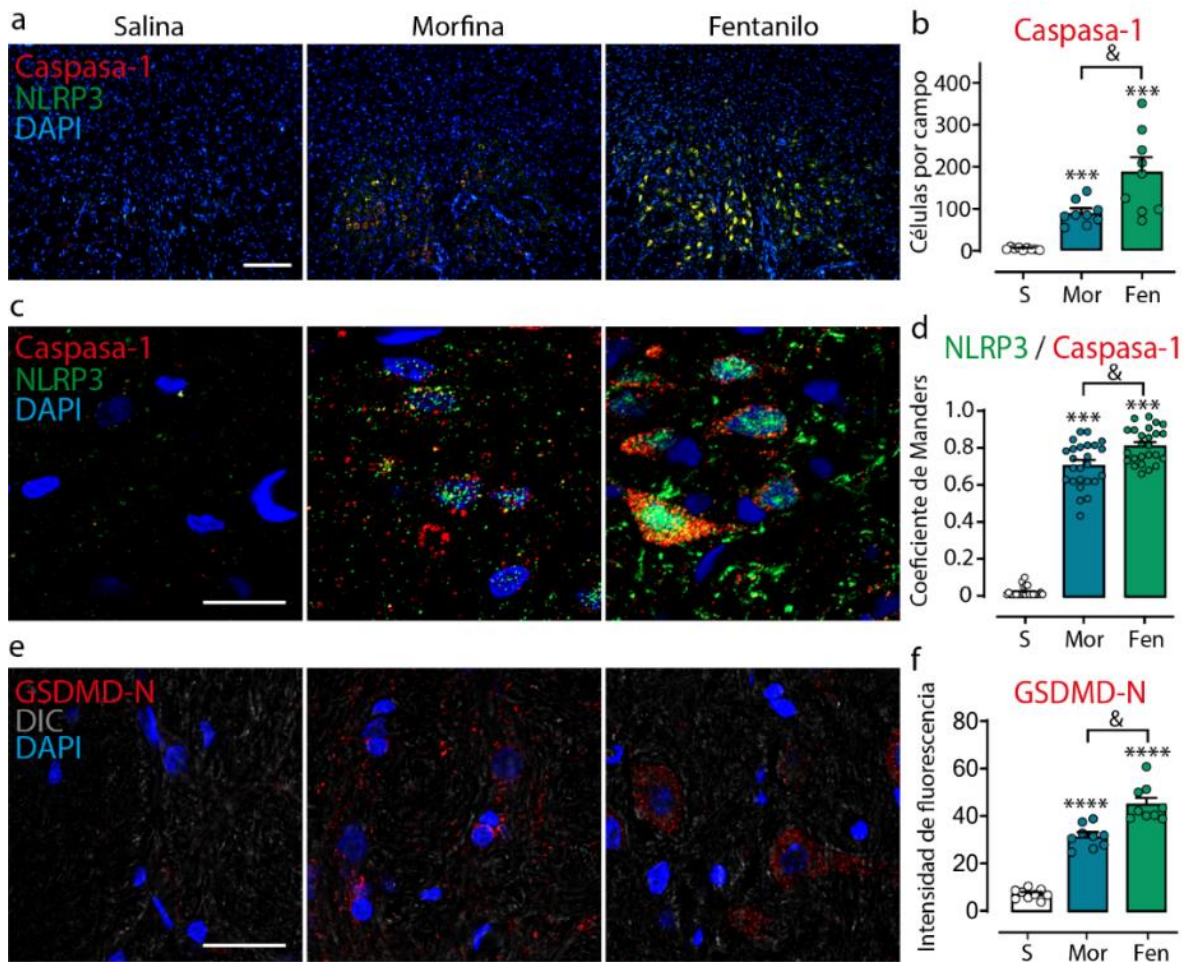 a
Salina
Morfina
Fentanilo
Caspasa-1
NLRP3
DAPI
b
Caspasa-1
&
***
***
Células por campo
400
300
200
100
0
S
Mor
Fen
c
Caspasa-1
NLRP3
DAPI
d
NLRP3 / Caspasa-1
&
***
***
Coeficiente de Manders
1.0
0.8
0.6
0.4
0.2
0
S
Mor
Fen
e
GSDMD-N
DIC
DAPI
f
GSDMD-N
&
****
****
Intensidad de fluorescencia
80
60
40
20
0
S
Mor
Fen